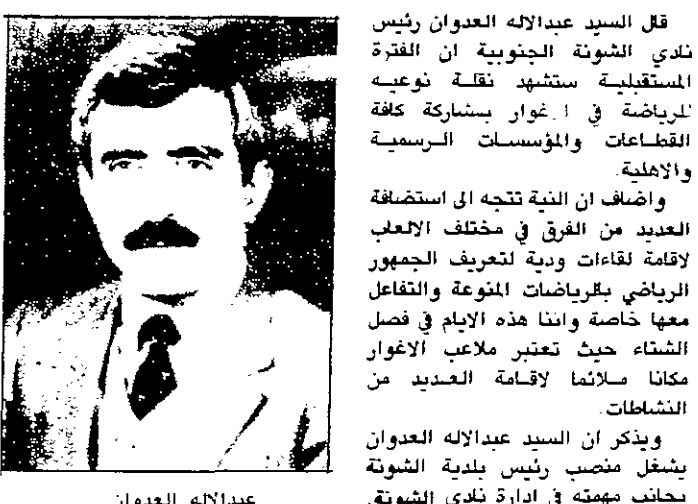 قال السيد عبدالاله العدوان رئيس
نادي الشونة الجنوبية ان الفترة
المستقبلية ستشهد نقلة نوعيه
للرياضة في ا غوار بمشاركة كافة
القطاعات والمؤسسات الرسمية
والاهلية.
واضاف ان النية تتجه الى استضافة
العديد من الفرق في مختلف الالعاب
لاقامة لقاءات ودية لتعريف الجمهور
الرياضي بالرياضات المنوعة والتفاعل
معها خاصة واننا هذه الايام في فصل
الشتاء حيث تعتبر ملاعب الاغوار
مكانا ملائما لاقامة العديد من
النشاطات.
ويذكر ان السيد عبدالاله العدوان
يشغل منصب رئيس بلدية الشونة
بجانب مهمته في ادارة نادي الشونة.
عبدالاله العدوان